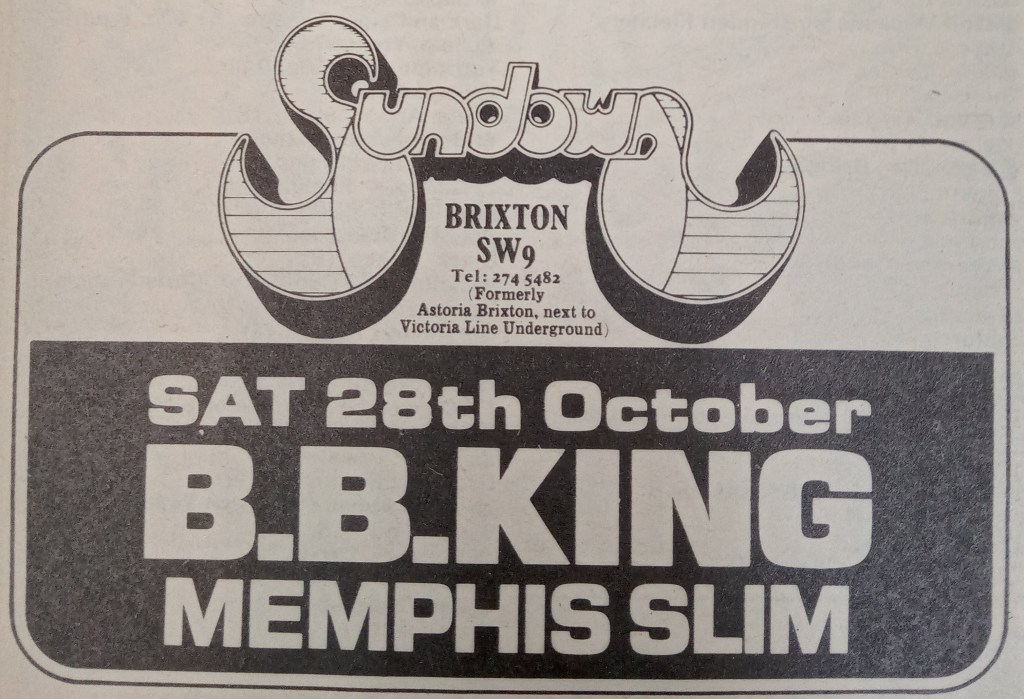 Sundown
BRIXTON
SW9
Tel: 274 5482
(Formerly
Astoria Brixton, next to
Victoria Line Underground)
SAT 28th October
B.B.KING
MEMPHIS SLIM